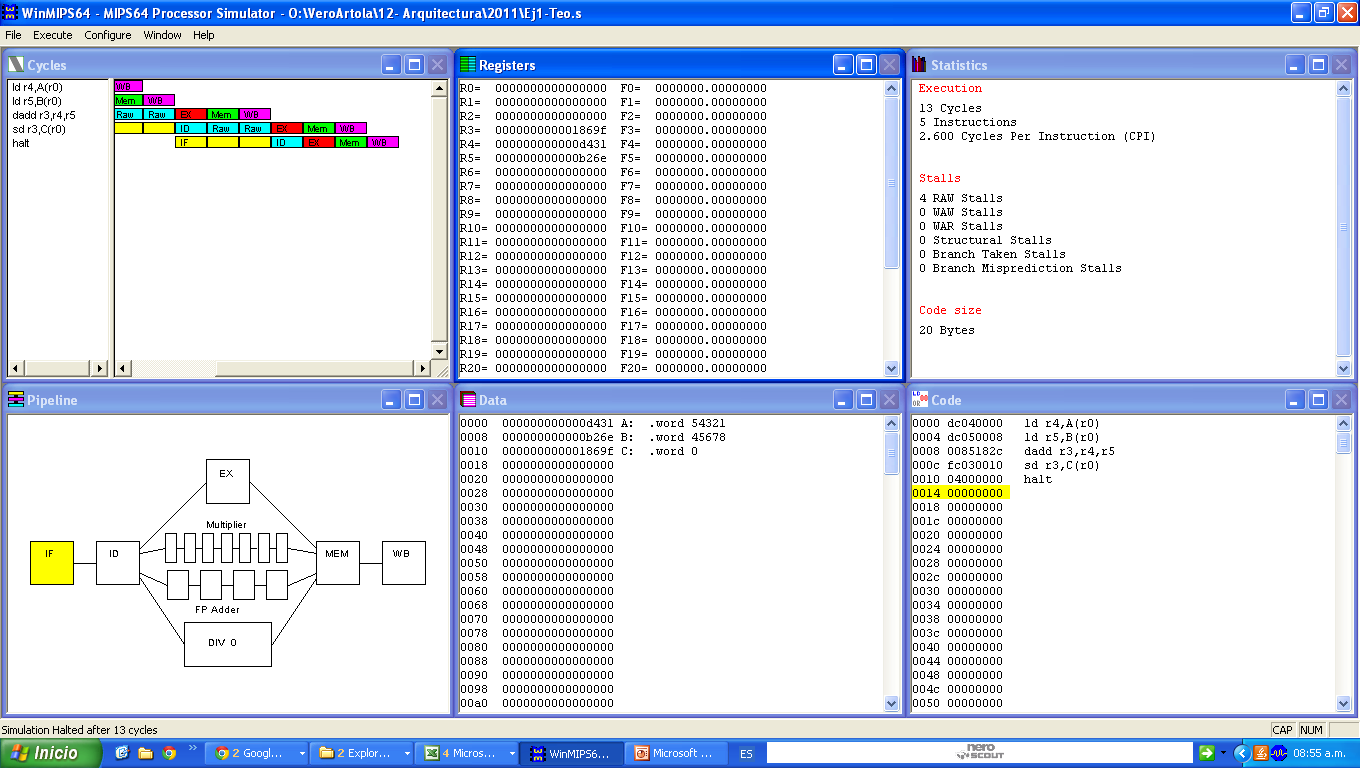 WinMIPS64 - MIPS64 Processor Simulator - O:\VeroArtola\12- Arquitectura\2011\Ej1-Teo.s
File Execute Configure Window Help
Cycles
ld r4,A(r0) WB
ld r5,B(r0) Mem WB
dadd r3,r4,r5 Raw Raw EX Mem WB
sd r3,C(r0) ID Raw Raw EX Mem WB
halt IF ID EX Mem WB
Registers
R0= 0000000000000000 F0= 0000000.00000000
R1= 0000000000000000 F1= 0000000.00000000
R2= 0000000000000000 F2= 0000000.00000000
R3= 000000000001869f F3= 0000000.00000000
R4= 000000000000d431 F4= 0000000.00000000
R5= 000000000000b26e F5= 0000000.00000000
R6= 0000000000000000 F6= 0000000.00000000
R7= 0000000000000000 F7= 0000000.00000000
R8= 0000000000000000 F8= 0000000.00000000
R9= 0000000000000000 F9= 0000000.00000000
R10= 0000000000000000 F10= 0000000.00000000
R11= 0000000000000000 F11= 0000000.00000000
R12= 0000000000000000 F12= 0000000.00000000
R13= 0000000000000000 F13= 0000000.00000000
R14= 0000000000000000 F14= 0000000.00000000
R15= 0000000000000000 F15= 0000000.00000000
R16= 0000000000000000 F16= 0000000.00000000
R17= 0000000000000000 F17= 0000000.00000000
R18= 0000000000000000 F18= 0000000.00000000
R19= 0000000000000000 F19= 0000000.00000000
R20= 0000000000000000 F20= 0000000.00000000
Statistics
Execution
13 Cycles
5 Instructions
2.600 Cycles Per Instruction (CPI)
Stalls
4 RAW Stalls
0 WAW Stalls
0 WAR Stalls
0 Structural Stalls
0 Branch Taken Stalls
0 Branch Misprediction Stalls
Code size
20 Bytes
Pipeline
EX
Multiplier
IF ID MEM WB
FP Adder
DIV 0
Data
0000 000000000000d431 A: .word 54321
0008 000000000000b26e B: .word 45678
0010 000000000001869f C: .word 0
0018 0000000000000000
0020 0000000000000000
0028 0000000000000000
0030 0000000000000000
0038 0000000000000000
0040 0000000000000000
0048 0000000000000000
0050 0000000000000000
0058 0000000000000000
0060 0000000000000000
0068 0000000000000000
0070 0000000000000000
0078 0000000000000000
0080 0000000000000000
0088 0000000000000000
0090 0000000000000000
0098 0000000000000000
00a0 0000000000000000
Code
0000 dc040000 ld r4,A(r0)
0004 dc050008 ld r5,B(r0)
0008 0085182c dadd r3,r4,r5
000c fc030010 sd r3,C(r0)
0010 04000000 halt
0014 00000000
0018 00000000
001c 00000000
0020 00000000
0024 00000000
0028 00000000
002c 00000000
0030 00000000
0034 00000000
0038 00000000
003c 00000000
0040 00000000
0044 00000000
0048 00000000
004c 00000000
0050 00000000
Simulation Halted after 13 cycles CAP NUM
Inicio 2 Googl... 2 Explor... 4 Micros... WinMIPS6... Microsoft ... ES nero SCOUT 08:55 a.m.